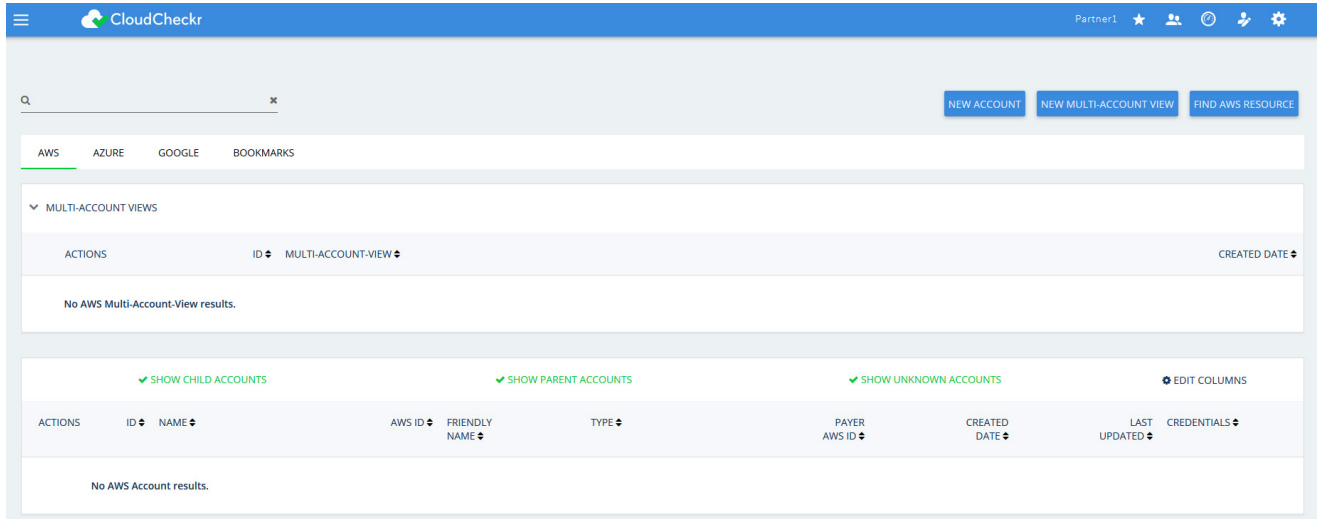 CloudCheckr Partner1
NEW ACCOUNT NEW MULTI-ACCOUNT VIEW FIND AWS RESOURCE
AWS AZURE GOOGLE BOOKMARKS
MULTI-ACCOUNT VIEWS
ACTIONS ID MULTI-ACCOUNT-VIEW CREATED DATE
No AWS Multi-Account-View results.
SHOW CHILD ACCOUNTS SHOW PARENT ACCOUNTS SHOW UNKNOWN ACCOUNTS EDIT COLUMNS
ACTIONS ID NAME AWS ID FRIENDLY TYPE PAYER CREATED LAST CREDENTIALS
NAME AWS ID DATE UPDATED
No AWS Account results.